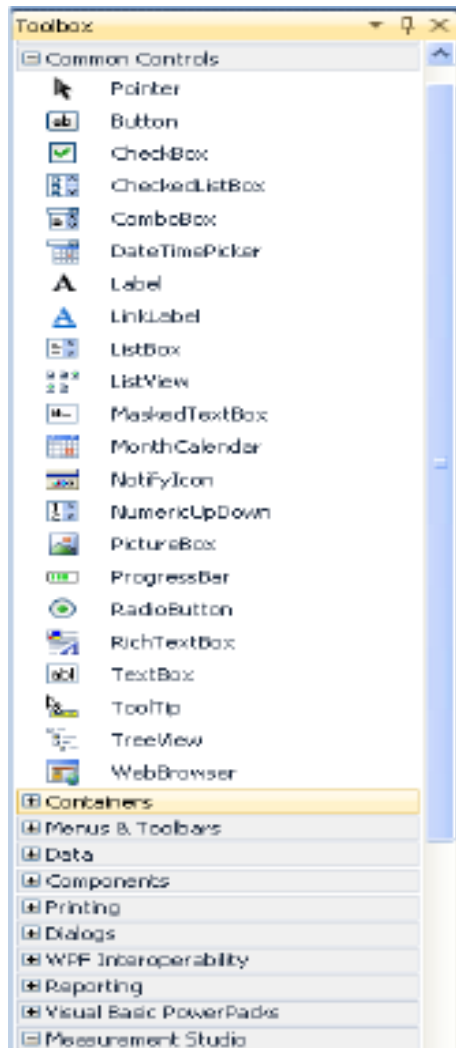 Toolbox
Common Controls
Pointer
Button
CheckBox
CheckedListBox
ComboBox
DateTimePicker
Label
LinkLabel
ListBox
ListView
MaskedTextBox
MonthCalendar
NotifyIcon
NumericUpDown
PictureBox
ProgressBar
RadioButton
RichTextBox
TextBox
ToolTip
TreeView
WebBrowser
Containers
Menus & Toolbars
Data
Components
Printing
Dialogs
WPF Interoperability
Reporting
Visual Basic PowerPacks
Measurement Studio